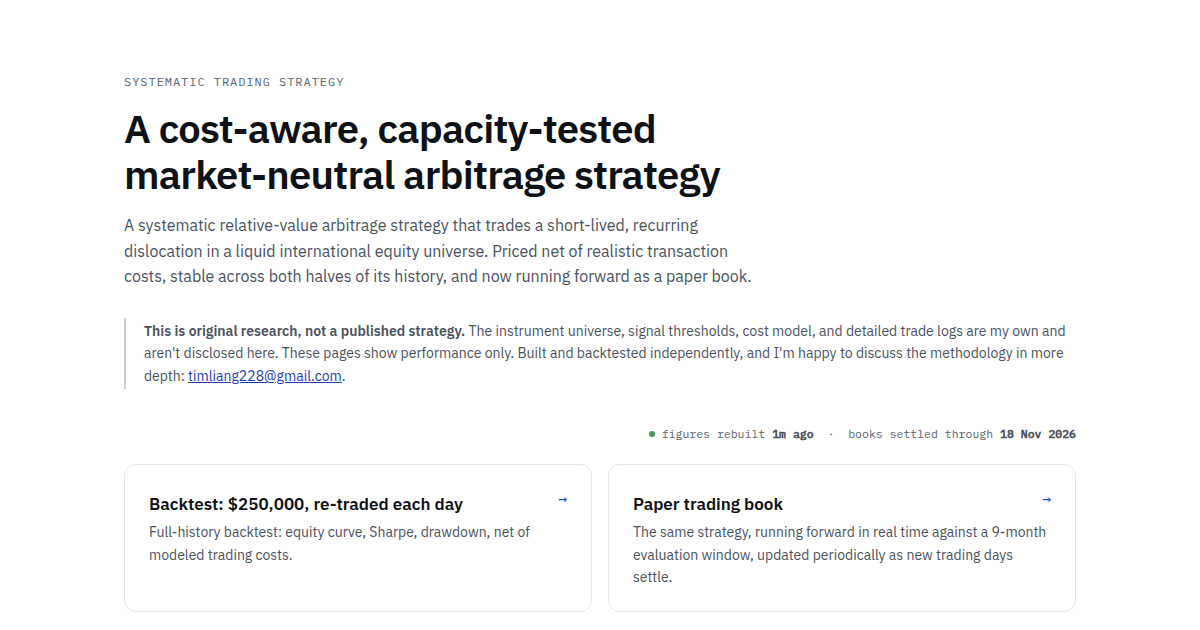 SYSTEMATIC TRADING STRATEGY
A cost-aware, capacity-tested
market-neutral arbitrage strategy
A systematic relative-value arbitrage strategy that trades a short-lived, recurring
dislocation in a liquid international equity universe. Priced net of realistic transaction
costs, stable across both halves of its history, and now running forward as a paper book.
This is original research, not a published strategy. The instrument universe, signal thresholds, cost model, and detailed trade logs are my own and
aren't disclosed here. These pages show performance only. Built and backtested independently, and I'm happy to discuss the methodology in more
depth: timliang228@gmail.com.
figures rebuilt 1m ago · books settled through 18 Nov 2026
Backtest: $250,000, re-traded each day →
Full-history backtest: equity curve, Sharpe, drawdown, net of
modeled trading costs.
Paper trading book →
The same strategy, running forward in real time against a 9-month
evaluation window, updated periodically as new trading days
settle.